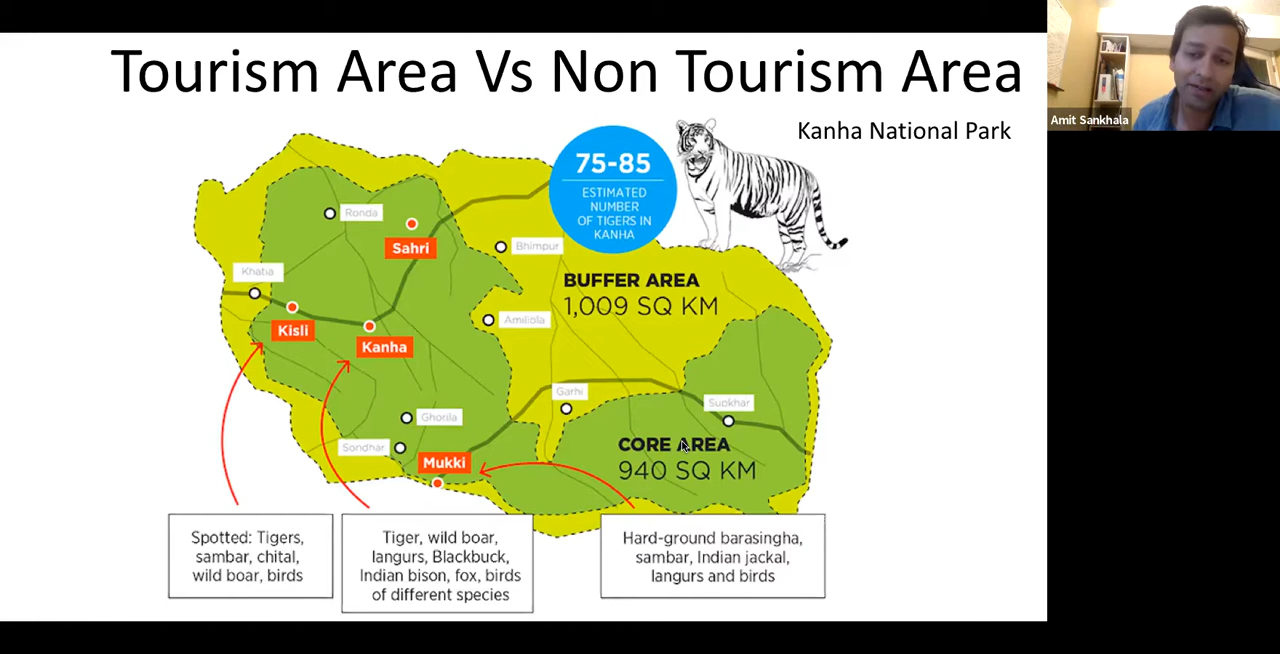 Tourism Area Vs Non Tourism Area
Amit Sankhala
Kanha National Park
75-85
ESTIMATED
NUMBER
OF TIGERS IN
KANHA
Ronda
Sahri
Bhimpur
Khatia
BUFFER AREA
1,009 SQ KM
Kisli
Amiliola
Kanha
Garhi
Supkhar
Ghorila
CORE AREA
940 SQ KM
Sondhar
Mukki
Spotted: Tigers,
sambar, chital,
wild boar, birds
Tiger, wild boar,
langurs, Blackbuck,
Indian bison, fox, birds
of different species
Hard-ground barasingha,
sambar, Indian jackal,
langurs and birds